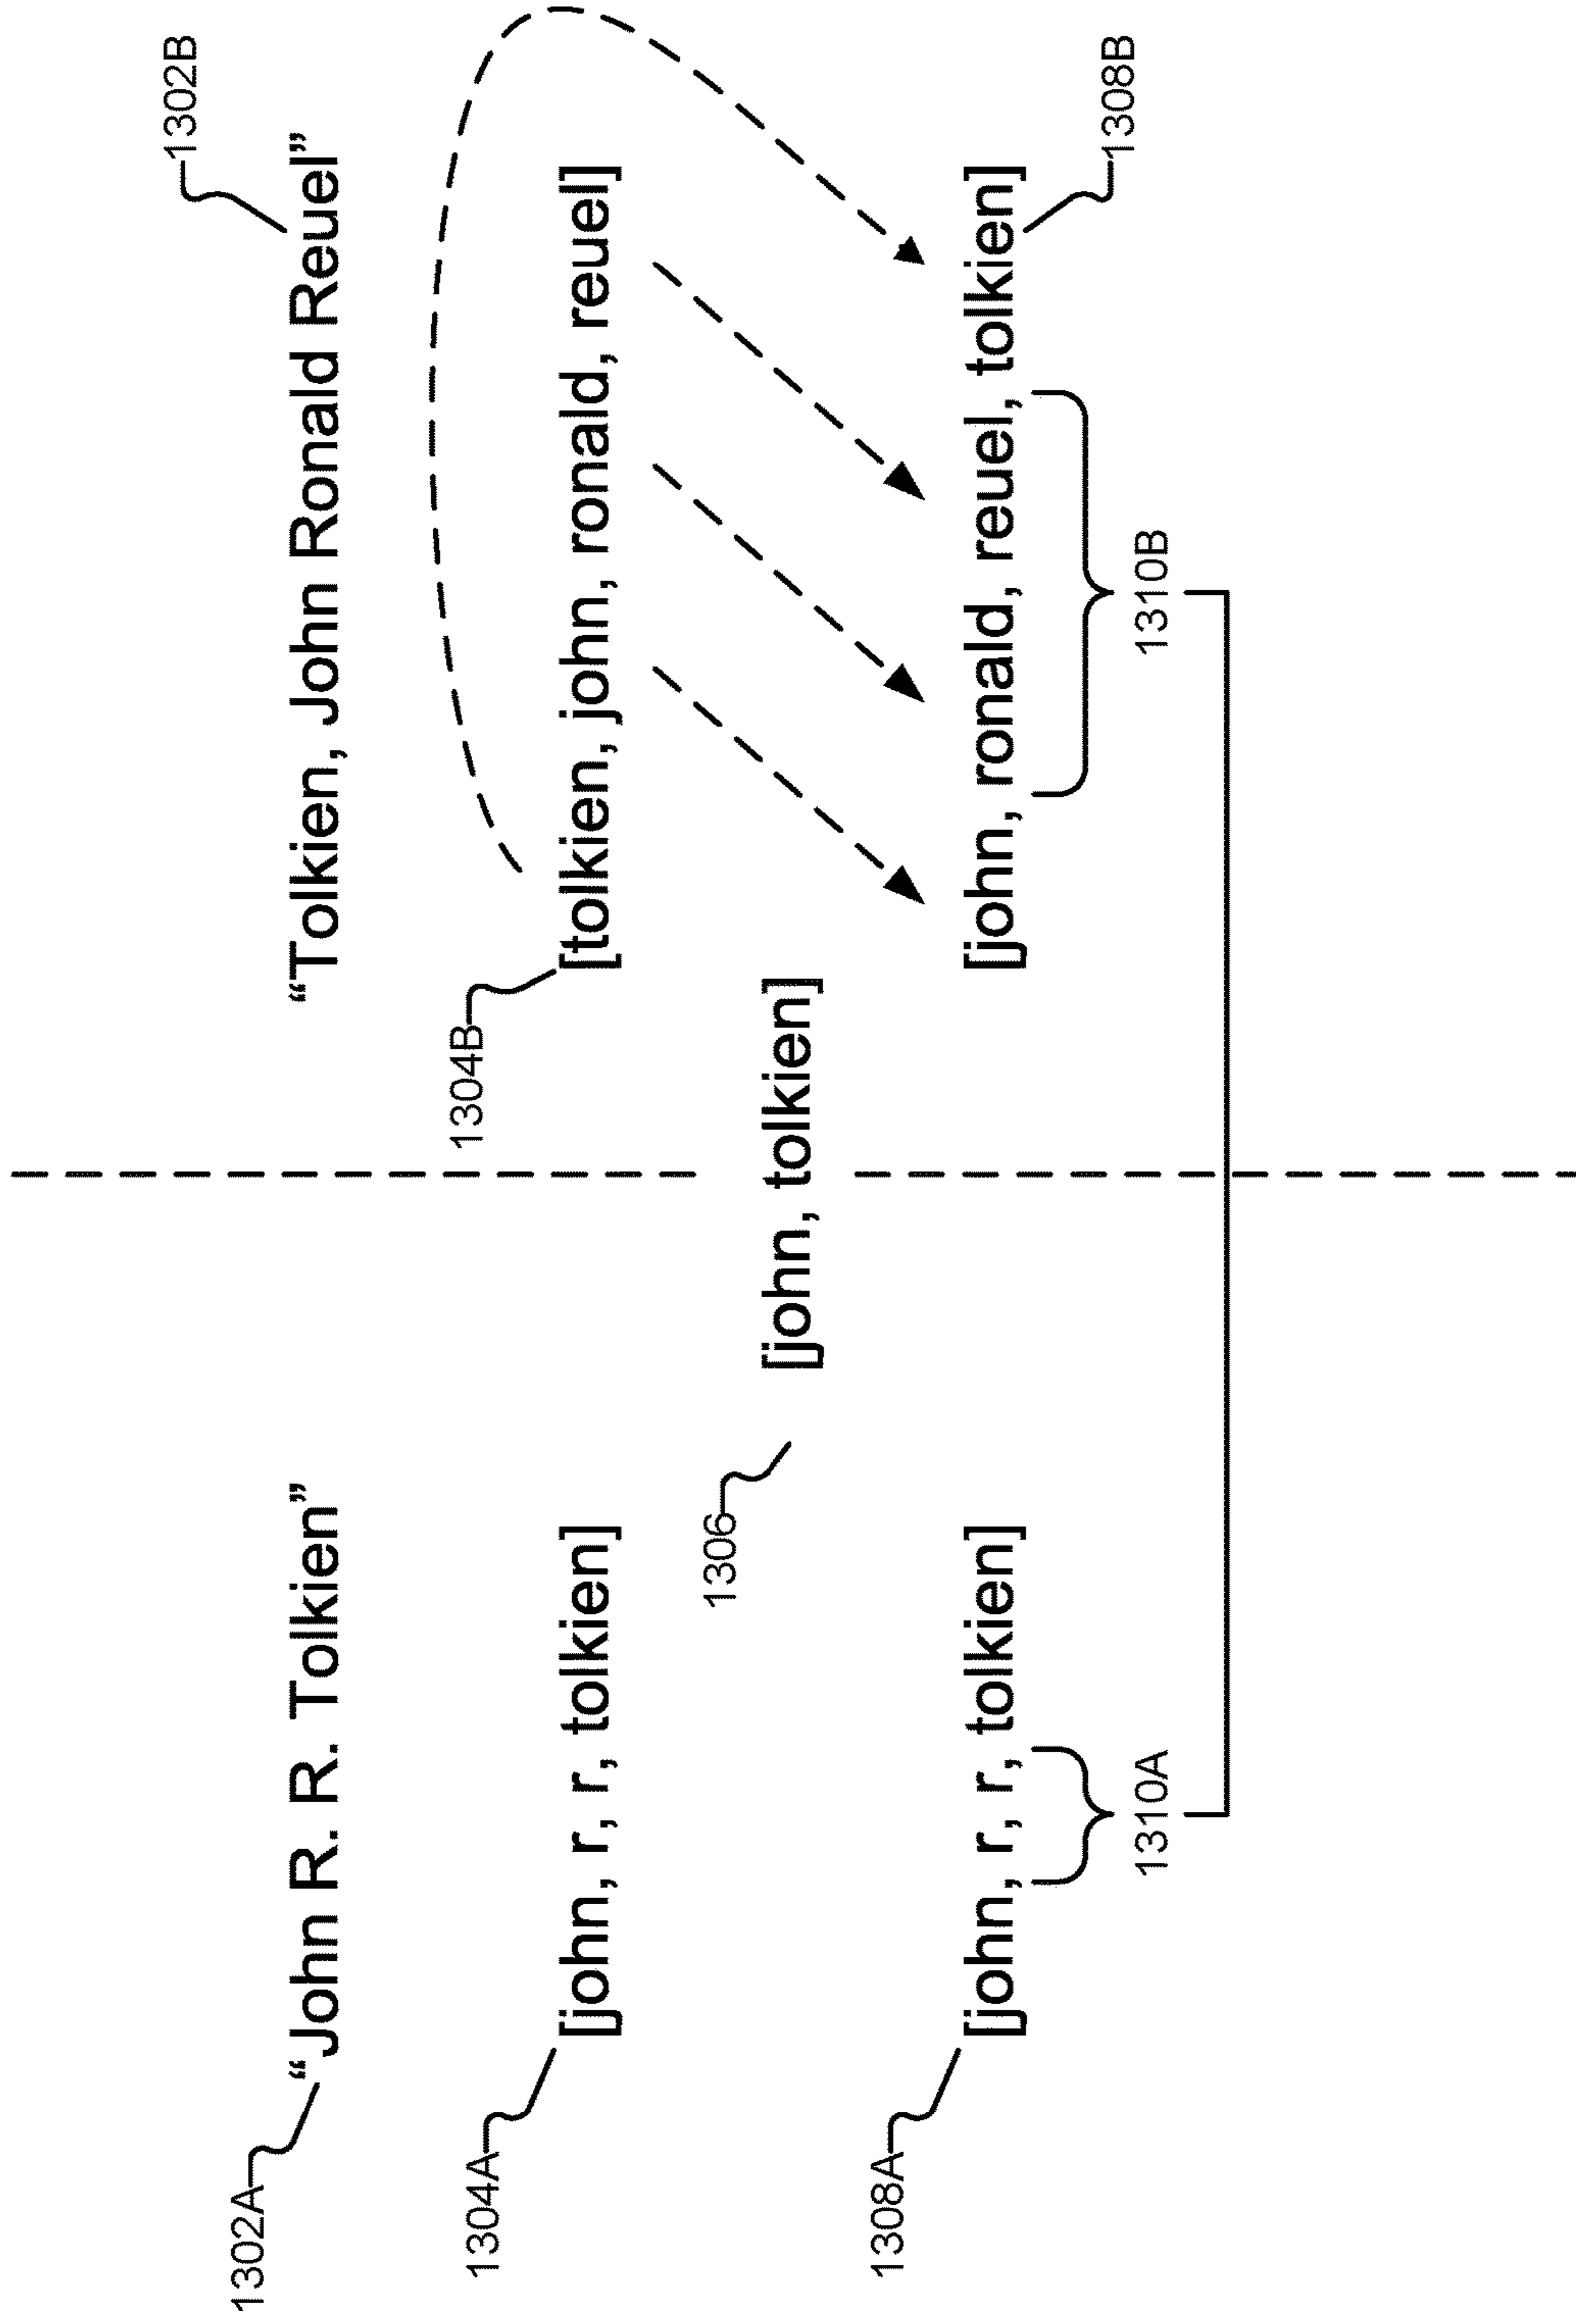 1302A
“John R. R. Tolkien”
“Tolkien, John Ronald Reuel”
1302B
1304A
[john, r, r, tolkien]
1304B
[tolkien, john, ronald, reuel]
1306
[john, tolkien]
1308A
[john, r, r, tolkien]
[john, ronald, reuel, tolkien]
1308B
1310A
1310B